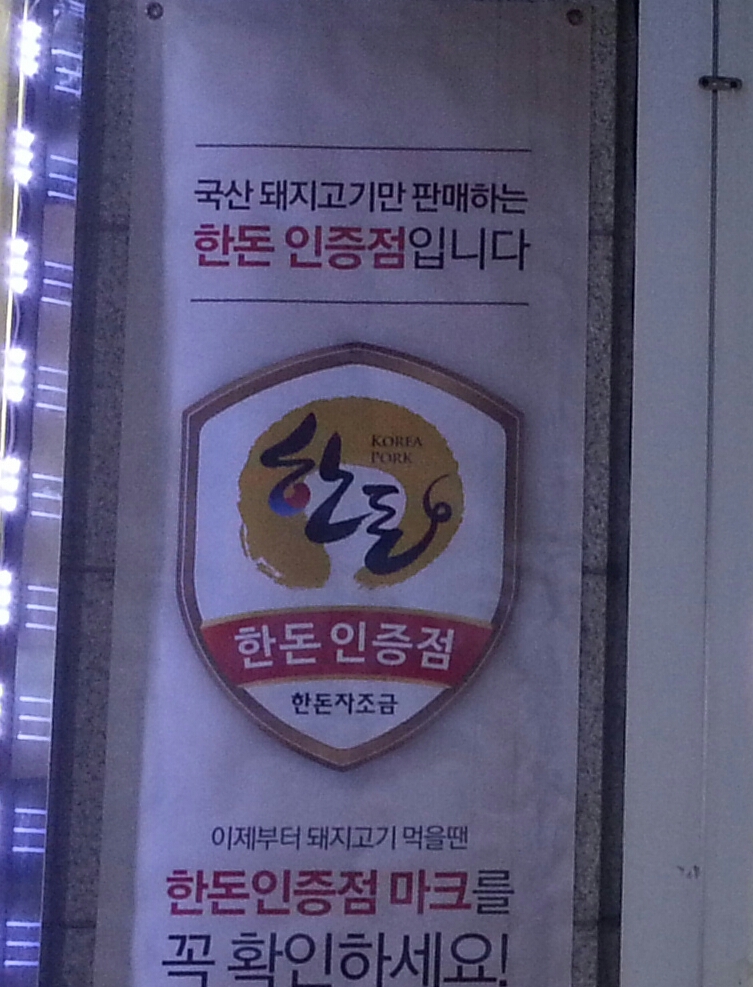 국산 돼지고기만 판매하는
한돈 인증점입니다
한돈
KOREA
PORK
한돈 인증점
한돈자조금
이제부터 돼지고기 먹을땐
한돈인증점 마크를
꼭 확인하세요!